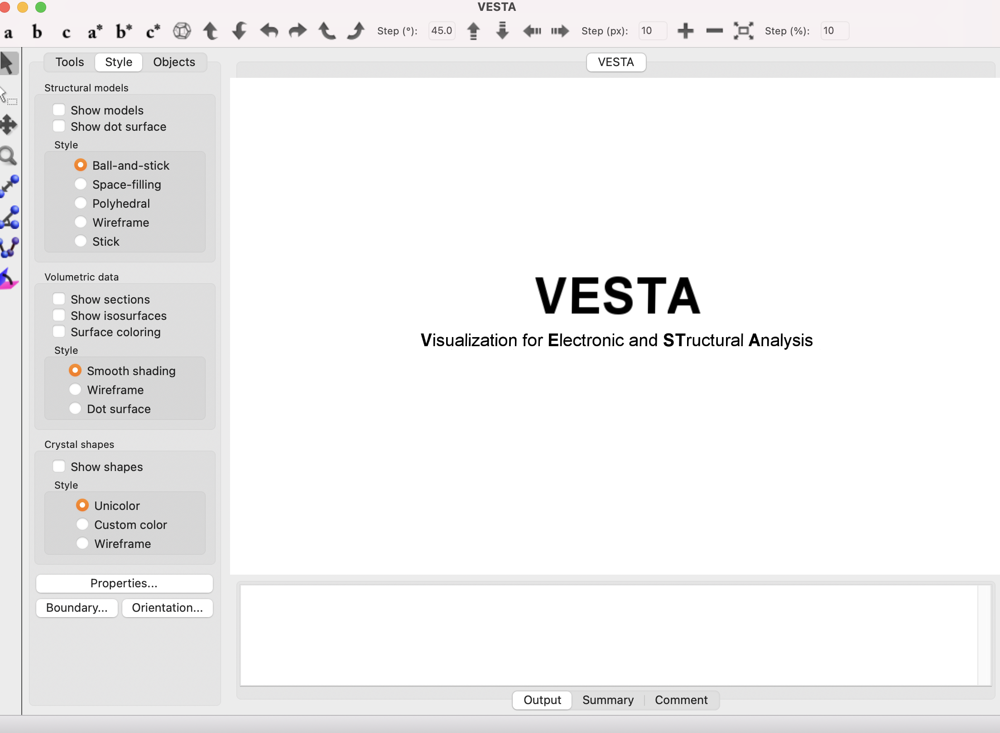 VESTA
a b c a* b* c* Step (°): 45.0 Step (px): 10 Step (%): 10
Tools Style Objects
VESTA
Structural models
Show models
Show dot surface
Style
Ball-and-stick
Space-filling
Polyhedral
Wireframe
Stick
Volumetric data
Show sections
Show isosurfaces
Surface coloring
Style
Smooth shading
Wireframe
Dot surface
Crystal shapes
Show shapes
Style
Unicolor
Custom color
Wireframe
Properties...
Boundary... Orientation...
VESTA
Visualization for Electronic and STructural Analysis
Output Summary Comment